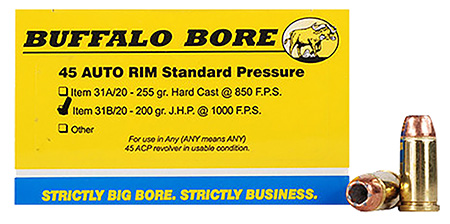 BUFFALO BORE
45 AUTO RIM Standard Pressure
Item 31A/20 - 255 gr. Hard Cast @ 850 F.P.S.
Item 31B/20 - 200 gr. J.H.P. @ 1000 F.P.S.
Other
For use in Any (ANY means ANY)
45 ACP revolver in usable condition.
STRICTLY BIG BORE. STRICTLY BUSINESS.